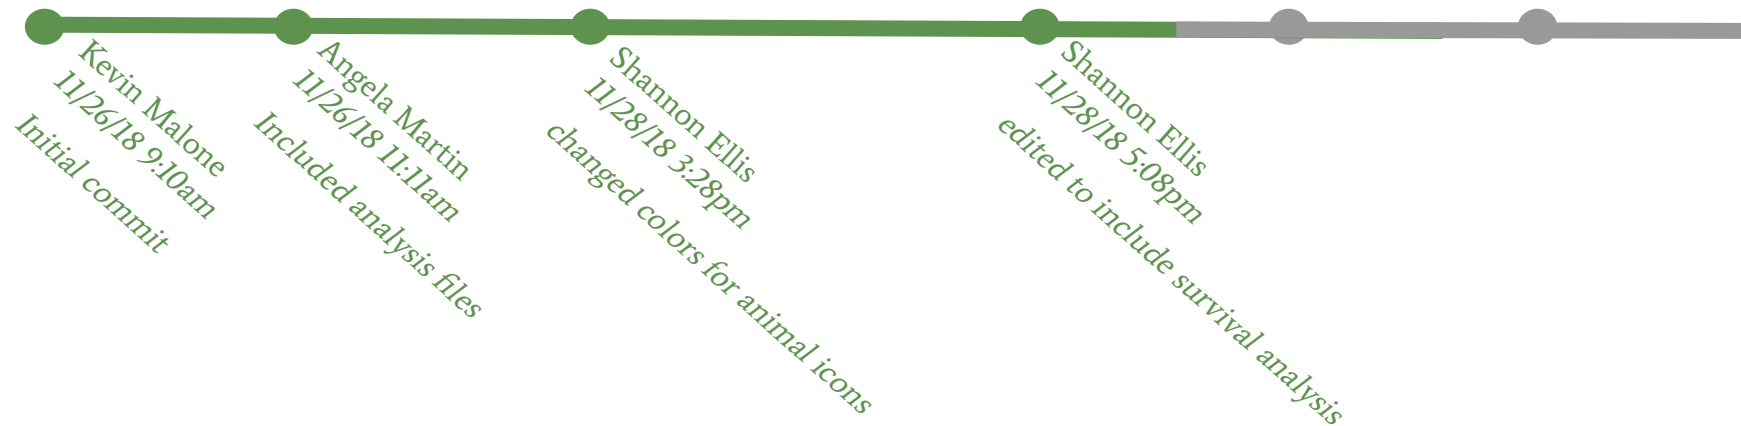 Kevin Malone
11/26/18 9:10am
Initial commit
Angela Martin
11/26/18 11:11am
Included analysis files
Shannon Ellis
11/28/18 3:28pm
changed colors for animal icons
Shannon Ellis
11/28/18 5:08pm
edited to include survival analysis